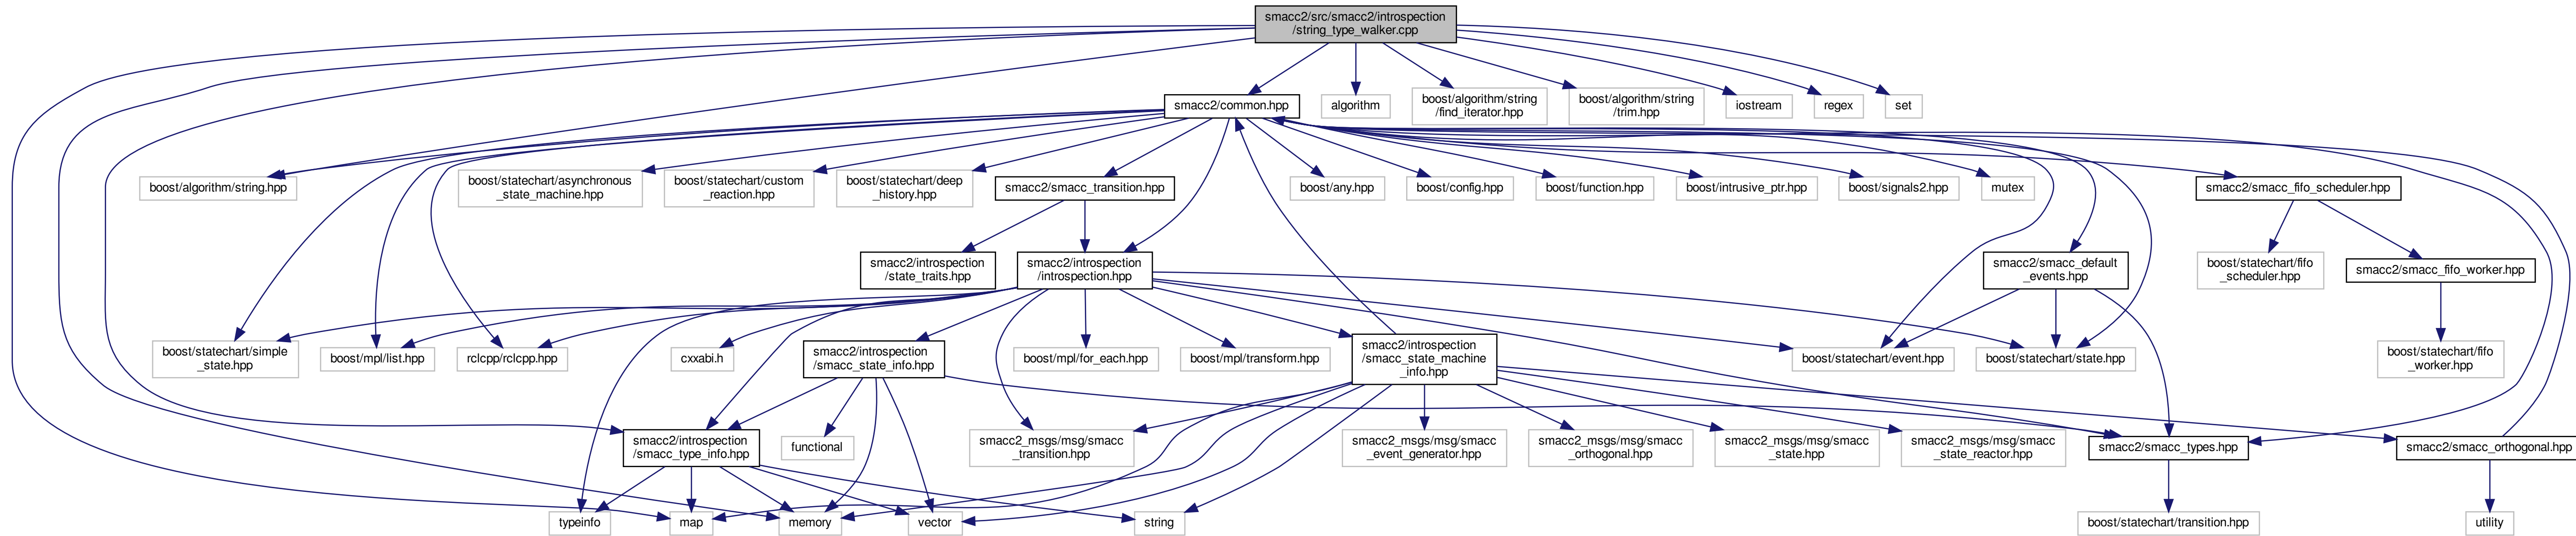 smacc2/src/smacc2/introspection
/string_type_walker.cpp
smacc2/common.hpp
algorithm
boost/algorithm/string
/find_iterator.hpp
boost/algorithm/string
/trim.hpp
iostream
regex
set
boost/algorithm/string.hpp
boost/statechart/asynchronous
_state_machine.hpp
boost/statechart/custom
_reaction.hpp
boost/statechart/deep
_history.hpp
smacc2/smacc_transition.hpp
boost/any.hpp
boost/config.hpp
boost/function.hpp
boost/intrusive_ptr.hpp
boost/signals2.hpp
mutex
smacc2/smacc_fifo_scheduler.hpp
smacc2/introspection
/state_traits.hpp
smacc2/introspection
/introspection.hpp
smacc2/smacc_default
_events.hpp
boost/statechart/fifo
_scheduler.hpp
smacc2/smacc_fifo_worker.hpp
boost/statechart/simple
_state.hpp
boost/mpl/list.hpp
rclcpp/rclcpp.hpp
cxxabi.h
smacc2/introspection
/smacc_state_info.hpp
boost/mpl/for_each.hpp
boost/mpl/transform.hpp
smacc2/introspection
/smacc_state_machine
_info.hpp
boost/statechart/event.hpp
boost/statechart/state.hpp
boost/statechart/fifo
_worker.hpp
smacc2/introspection
/smacc_type_info.hpp
functional
smacc2_msgs/msg/smacc
_transition.hpp
smacc2_msgs/msg/smacc
_event_generator.hpp
smacc2_msgs/msg/smacc
_orthogonal.hpp
smacc2_msgs/msg/smacc
_state.hpp
smacc2_msgs/msg/smacc
_state_reactor.hpp
smacc2/smacc_types.hpp
smacc2/smacc_orthogonal.hpp
typeinfo
map
memory
vector
string
boost/statechart/transition.hpp
utility